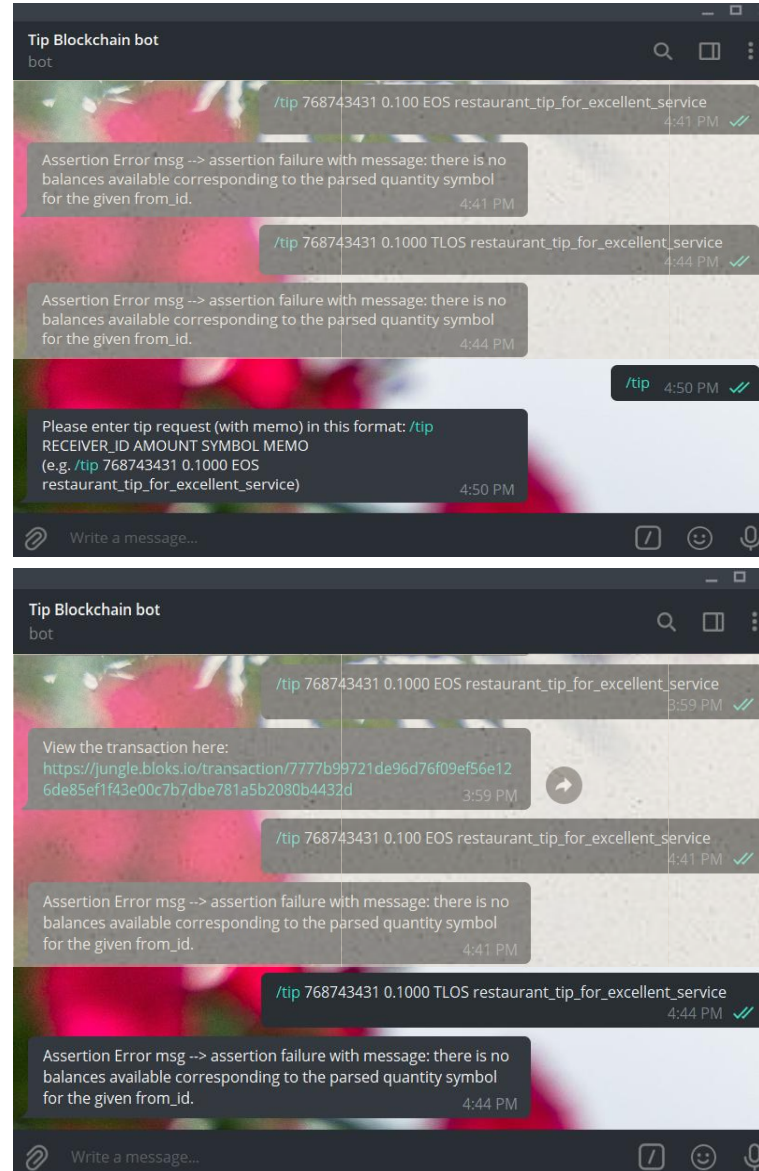 Tip Blockchain bot
bot
/tip 768743431 0.100 EOS restaurant_tip_for_excellent_service
4:41 PM
Assertion Error msg --> assertion failure with message: there is no
balances available corresponding to the parsed quantity symbol
for the given from_id.
4:41 PM
/tip 768743431 0.1000 TLOS restaurant_tip_for_excellent_service
4:44 PM
Assertion Error msg --> assertion failure with message: there is no
balances available corresponding to the parsed quantity symbol
for the given from_id.
4:44 PM
/tip 4:50 PM
Please enter tip request (with memo) in this format: /tip
RECEIVER_ID AMOUNT SYMBOL MEMO
(e.g. /tip 768743431 0.1000 EOS
restaurant_tip_for_excellent_service)
4:50 PM
Write a message...
Tip Blockchain bot
bot
/tip 768743431 0.1000 EOS restaurant_tip_for_excellent_service
3:59 PM
View the transaction here:
https://jungle.bloks.io/transaction/7777b99721de96d76f09ef56e12
6de85ef1f43e00c7b7dbe781a5b2080b4432d
3:59 PM
/tip 768743431 0.100 EOS restaurant_tip_for_excellent_service
4:41 PM
Assertion Error msg --> assertion failure with message: there is no
balances available corresponding to the parsed quantity symbol
for the given from_id.
4:41 PM
/tip 768743431 0.1000 TLOS restaurant_tip_for_excellent_service
4:44 PM
Assertion Error msg --> assertion failure with message: there is no
balances available corresponding to the parsed quantity symbol
for the given from_id.
4:44 PM
Write a message...